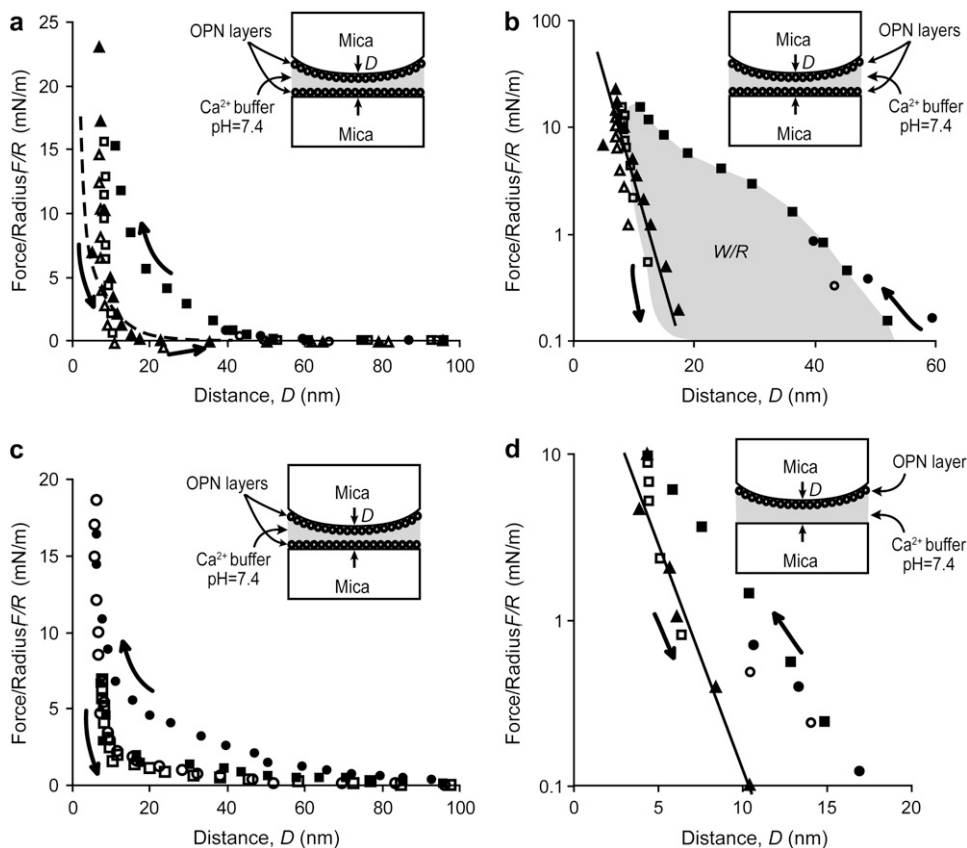 a
OPN layers
Mica
D
Ca2+ buffer
pH=7.4
Mica
Force/Radius F/R (mN/m)
25
20
15
10
5
0
0
20
40
60
80
100
Distance, D (nm)
b
OPN layers
Mica
D
Ca2+ buffer
pH=7.4
Mica
W/R
Force/Radius F/R (mN/m)
100
10
1
0.1
0
20
40
60
Distance, D (nm)
c
OPN layers
Mica
D
Ca2+ buffer
pH=7.4
Mica
Force/Radius F/R (mN/m)
20
15
10
5
0
0
20
40
60
80
100
Distance, D (nm)
d
OPN layer
Mica
D
Ca2+ buffer
pH=7.4
Mica
Force/Radius F/R (mN/m)
10
1
0.1
0
5
10
15
20
Distance, D (nm)